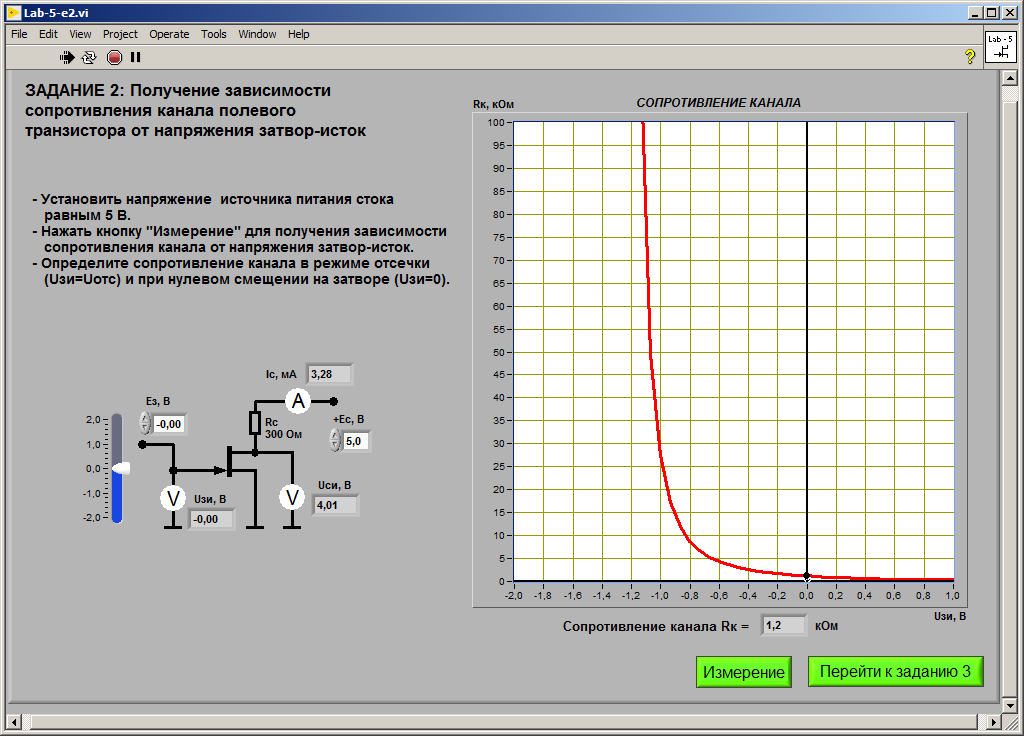 Lab-5-e2.vi
File Edit View Project Operate Tools Window Help
?
Lab - 5
ЗАДАНИЕ 2: Получение зависимости
сопротивления канала полевого
транзистора от напряжения затвор-исток
- Установить напряжение источника питания стока
равным 5 В.
- Нажать кнопку "Измерение" для получения зависимости
сопротивления канала от напряжения затвор-исток.
- Определите сопротивление канала в режиме отсечки
(Uзи=Uотс) и при нулевом смещении на затворе (Uзи=0).
Iс, мА 3,28
A
Eз, В
-0,00
+Eс, В
5,0
Rс
300 Ом
2,0
1,0
0,0
-1,0
-2,0
V
Uзи, В
-0,00
V
Uси, В
4,01
Rк, кОм
СОПРОТИВЛЕНИЕ КАНАЛА
100
95
90
85
80
75
70
65
60
55
50
45
40
35
30
25
20
15
10
5
0
-2,0 -1,8 -1,6 -1,4 -1,2 -1,0 -0,8 -0,6 -0,4 -0,2 0,0 0,2 0,4 0,6 0,8 1,0
Uзи, В
Сопротивление канала Rк = 1,2 кОм
Измерение
Перейти к заданию 3